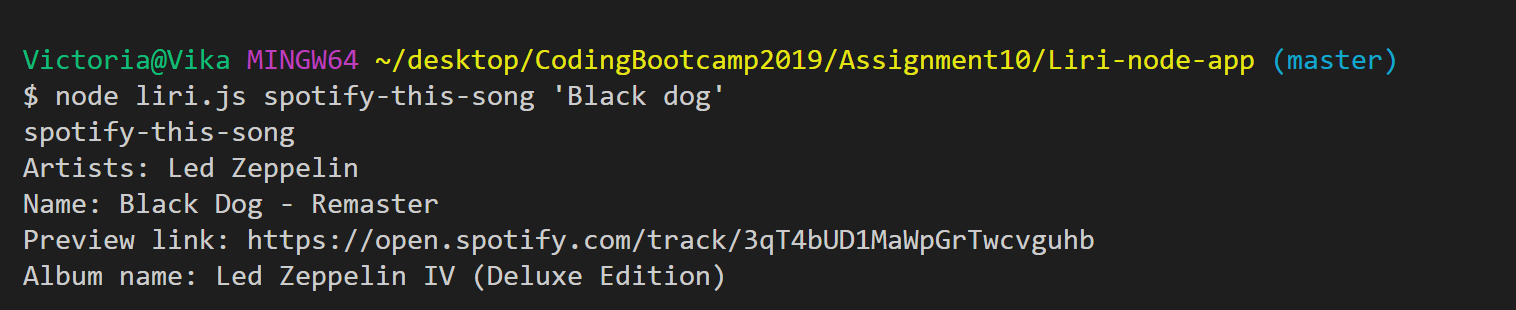 Victoria@Vika MINGW64 ~/desktop/CodingBootcamp2019/Assignment10/Liri-node-app (master)
$ node liri.js spotify-this-song 'Black dog'
spotify-this-song
Artists: Led Zeppelin
Name: Black Dog - Remaster
Preview link: https://open.spotify.com/track/3qT4bUD1MaWpGrTwcvguhb
Album name: Led Zeppelin IV (Deluxe Edition)